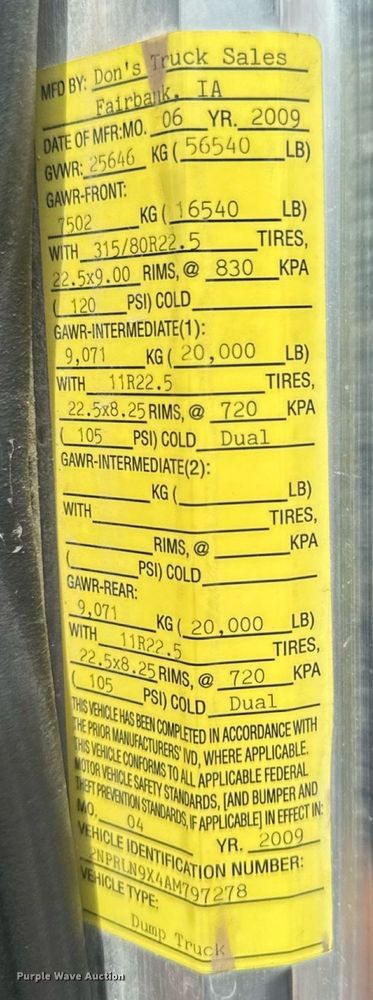 MFD BY: Don's Truck Sales
Fairbank, IA
DATE OF MFR:MO. 06 YR. 2009
GVWR: 25646 KG ( 56540 LB)
GAWR-FRONT:
7502 KG ( 16540 LB)
WITH 315/80R22.5 TIRES,
22.5x9.00 RIMS, @ 830 KPA
( 120 PSI) COLD
GAWR-INTERMEDIATE(1):
9,071 KG ( 20,000 LB)
WITH 11R22.5 TIRES,
22.5x8.25 RIMS, @ 720 KPA
( 105 PSI) COLD Dual
GAWR-INTERMEDIATE(2):
KG ( LB)
WITH TIRES,
RIMS, @ KPA
( PSI) COLD
GAWR-REAR:
9,071 KG ( 20,000 LB)
WITH 11R22.5 TIRES,
22.5x8.25 RIMS, @ 720 KPA
( 105 PSI) COLD Dual
THIS VEHICLE HAS BEEN COMPLETED IN ACCORDANCE WITH
THE PRIOR MANUFACTURERS' IVD, WHERE APPLICABLE.
THIS VEHICLE CONFORMS TO ALL APPLICABLE FEDERAL
MOTOR VEHICLE SAFETY STANDARDS, [AND BUMPER AND
THEFT PREVENTION STANDARDS, IF APPLICABLE] IN EFFECT IN:
MO. 04 YR. 2009
VEHICLE IDENTIFICATION NUMBER:
2NPRLN9X4AM797278
VEHICLE TYPE:
Dump Truck
Purple Wave Auction